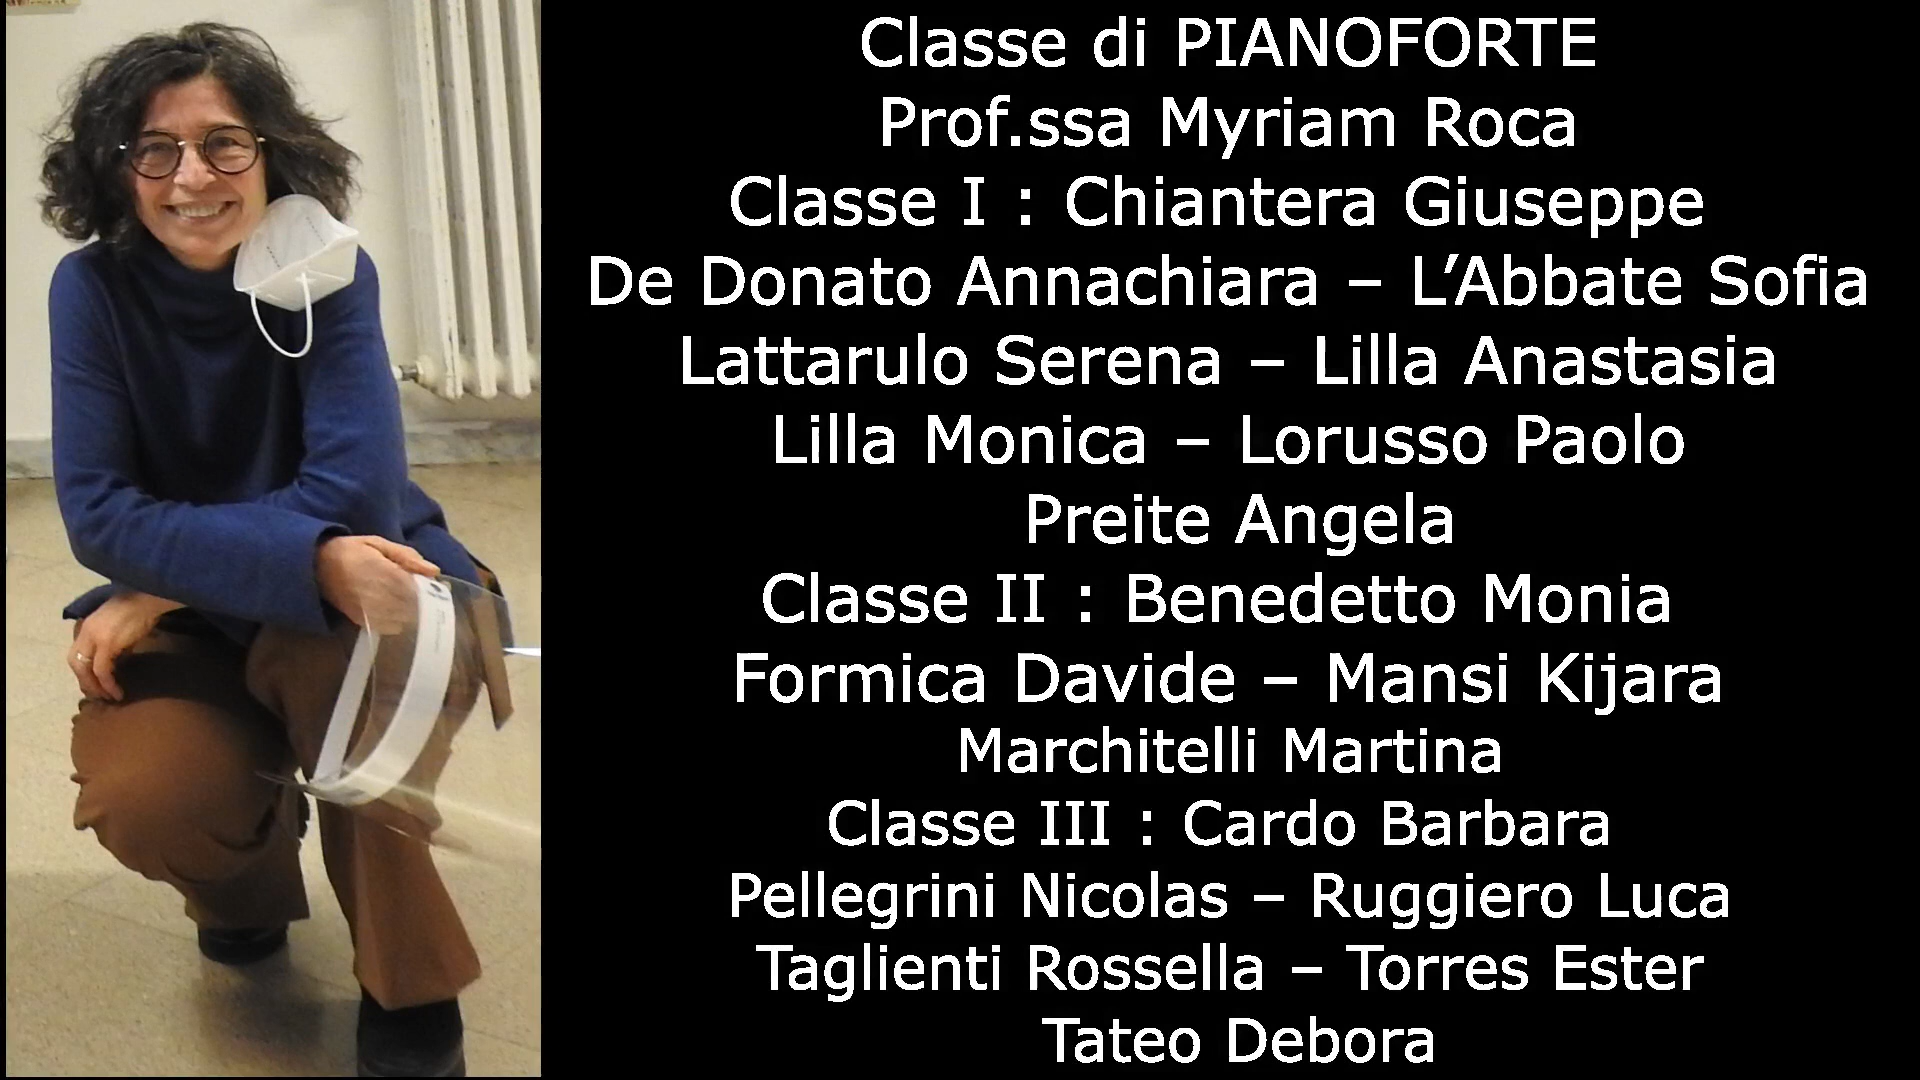 Classe di PIANOFORTE
Prof.ssa Myriam Roca
Classe I : Chiantera Giuseppe
De Donato Annachiara – L’Abbate Sofia
Lattarulo Serena – Lilla Anastasia
Lilla Monica – Lorusso Paolo
Preite Angela
Classe II : Benedetto Monia
Formica Davide – Mansi Kijara
Marchitelli Martina
Classe III : Cardo Barbara
Pellegrini Nicolas – Ruggiero Luca
Taglienti Rossella – Torres Ester
Tateo Debora